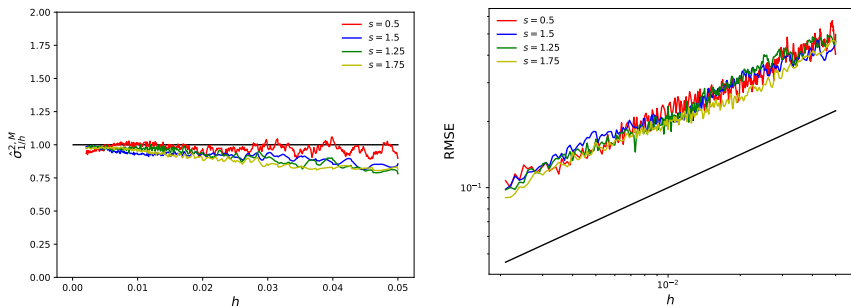 2.00
1.75
1.50
1.25
1.00
0.75
0.50
0.25
0.00
0.00 0.01 0.02 0.03 0.04 0.05
h
σ̂²,ᴹ₁/ₕ
s = 0.5
s = 1.5
s = 1.25
s = 1.75
RMSE
10⁻¹
10⁻²
h
s = 0.5
s = 1.5
s = 1.25
s = 1.75